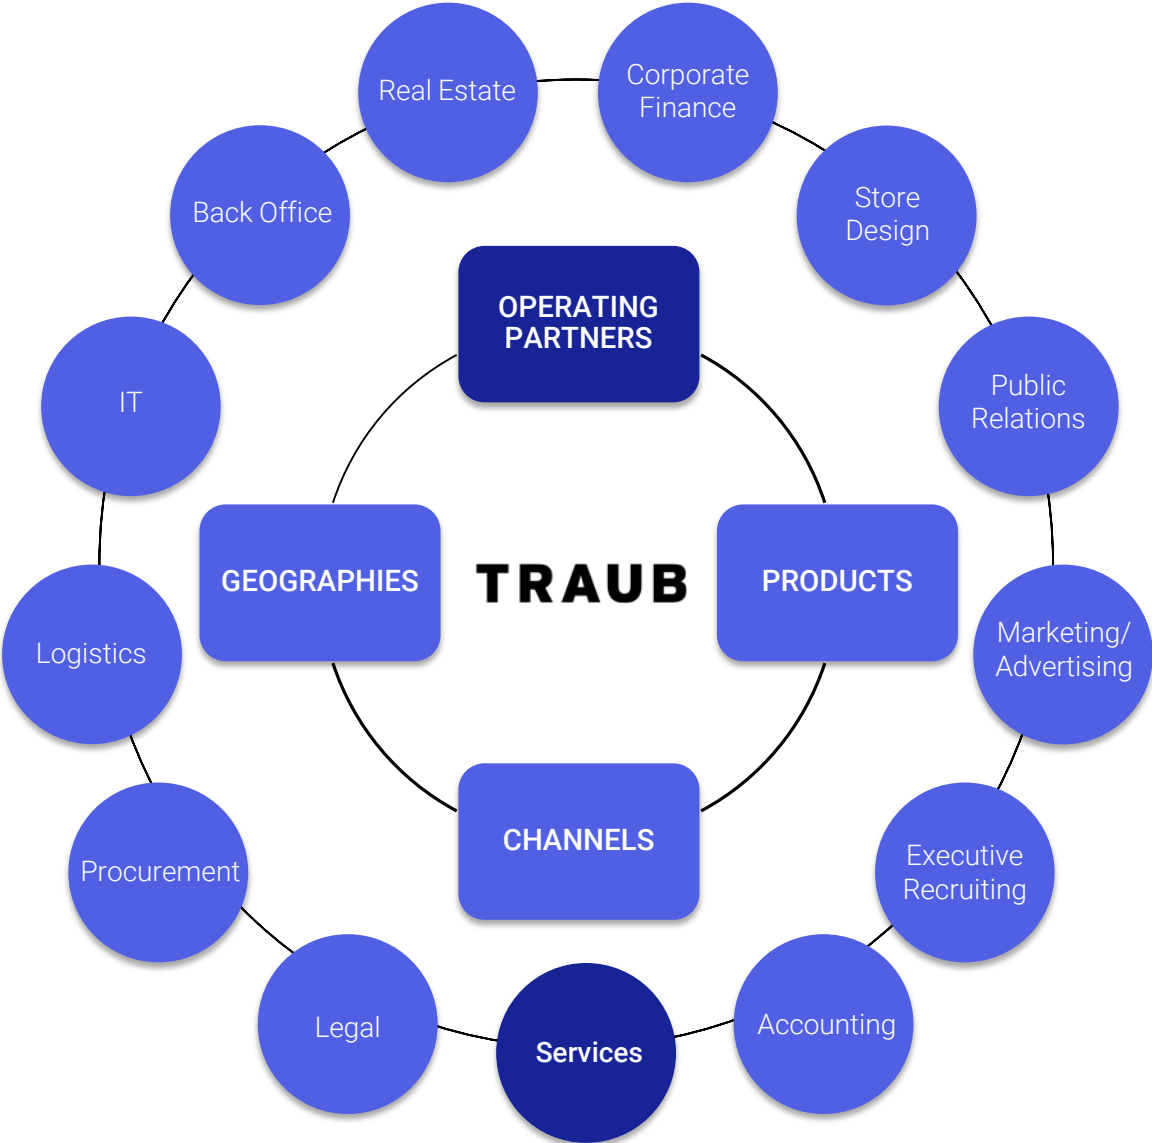 Real Estate
Corporate
Finance
Back Office
Store
Design
OPERATING
PARTNERS
IT
Public
Relations
GEOGRAPHIES
TRAUB
PRODUCTS
Logistics
Marketing/
Advertising
CHANNELS
Procurement
Executive
Recruiting
Legal
Services
Accounting